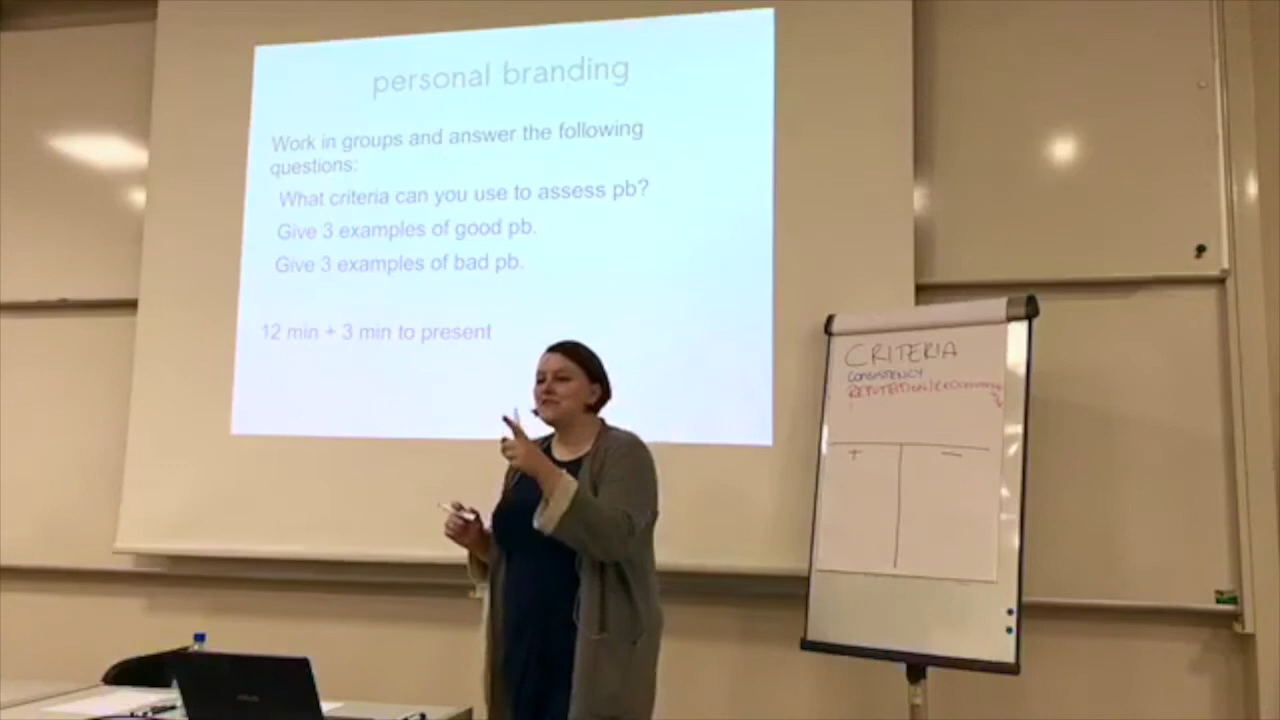 personal branding
Work in groups and answer the following
questions:
What criteria can you use to assess pb?
Give 3 examples of good pb.
Give 3 examples of bad pb.
12 min + 3 min to present
CRITERIA
CONSISTENCY
+ —